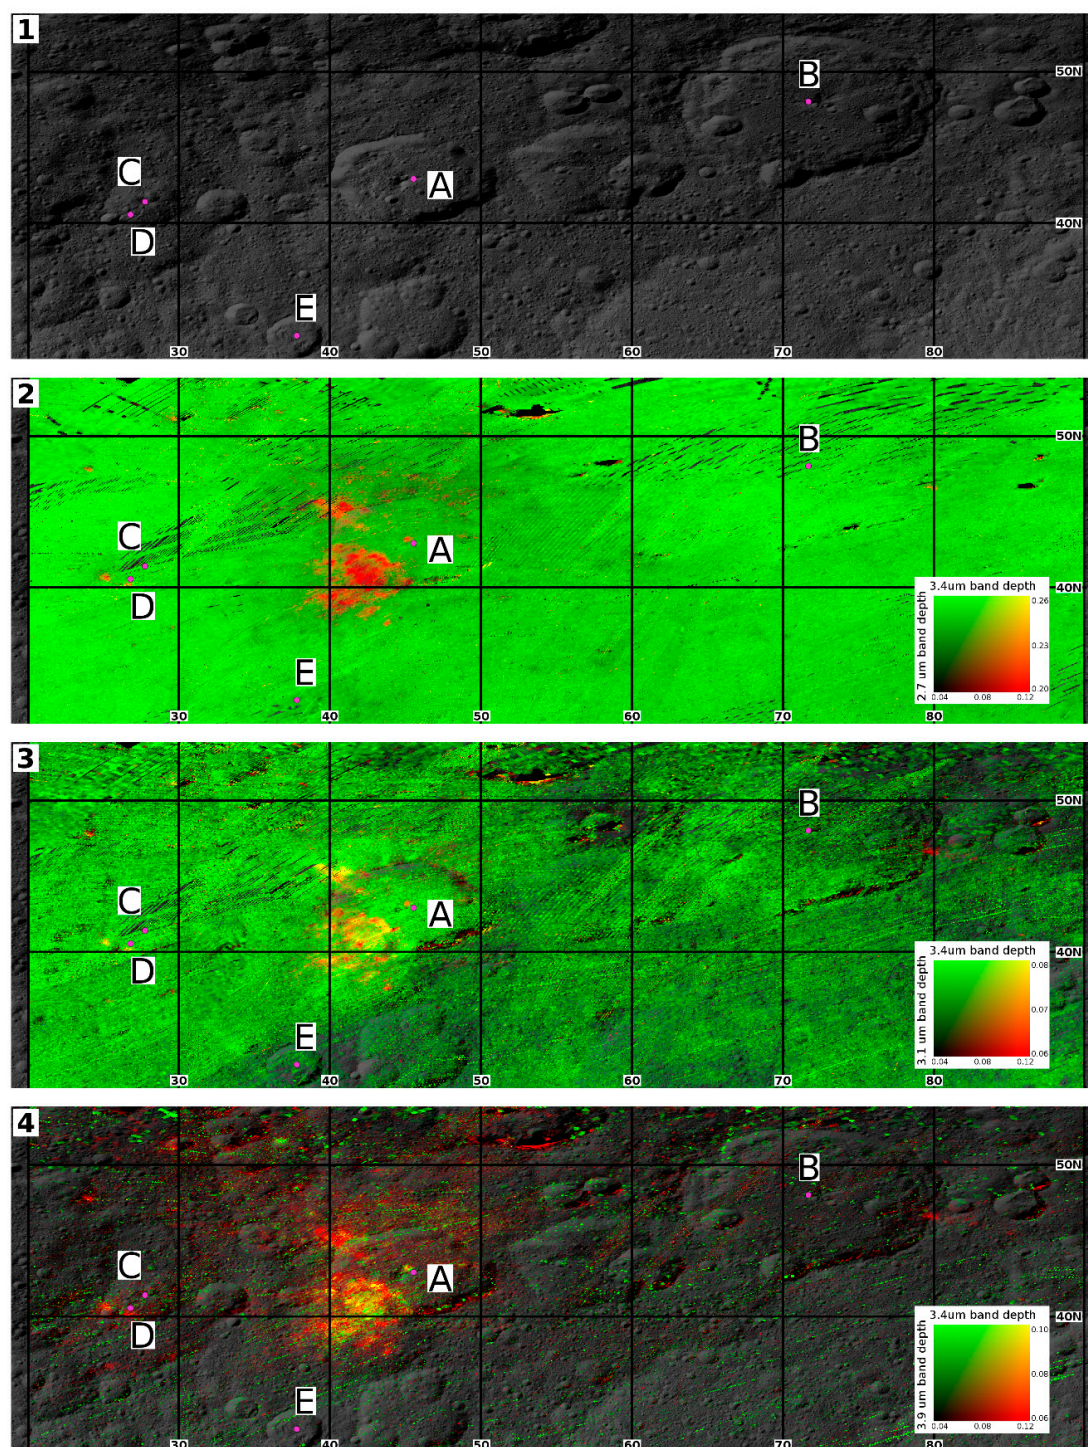 1
B
50N
C
A
D
40N
E
30 40 50 60 70 80
2
B
50N
C
A
D
3.4um band depth
2.7 um band depth
0.26
0.23
0.20
0.04 0.08 0.12
40N
E
30 40 50 60 70 80
3
B
50N
C
A
D
3.4um band depth
3.1 um band depth
0.08
0.07
0.06
0.04 0.08 0.12
40N
E
30 40 50 60 70 80
4
B
50N
C
A
D
3.4um band depth
3.9 um band depth
0.10
0.08
0.06
0.04 0.08 0.12
40N
E
30 40 50 60 70 80